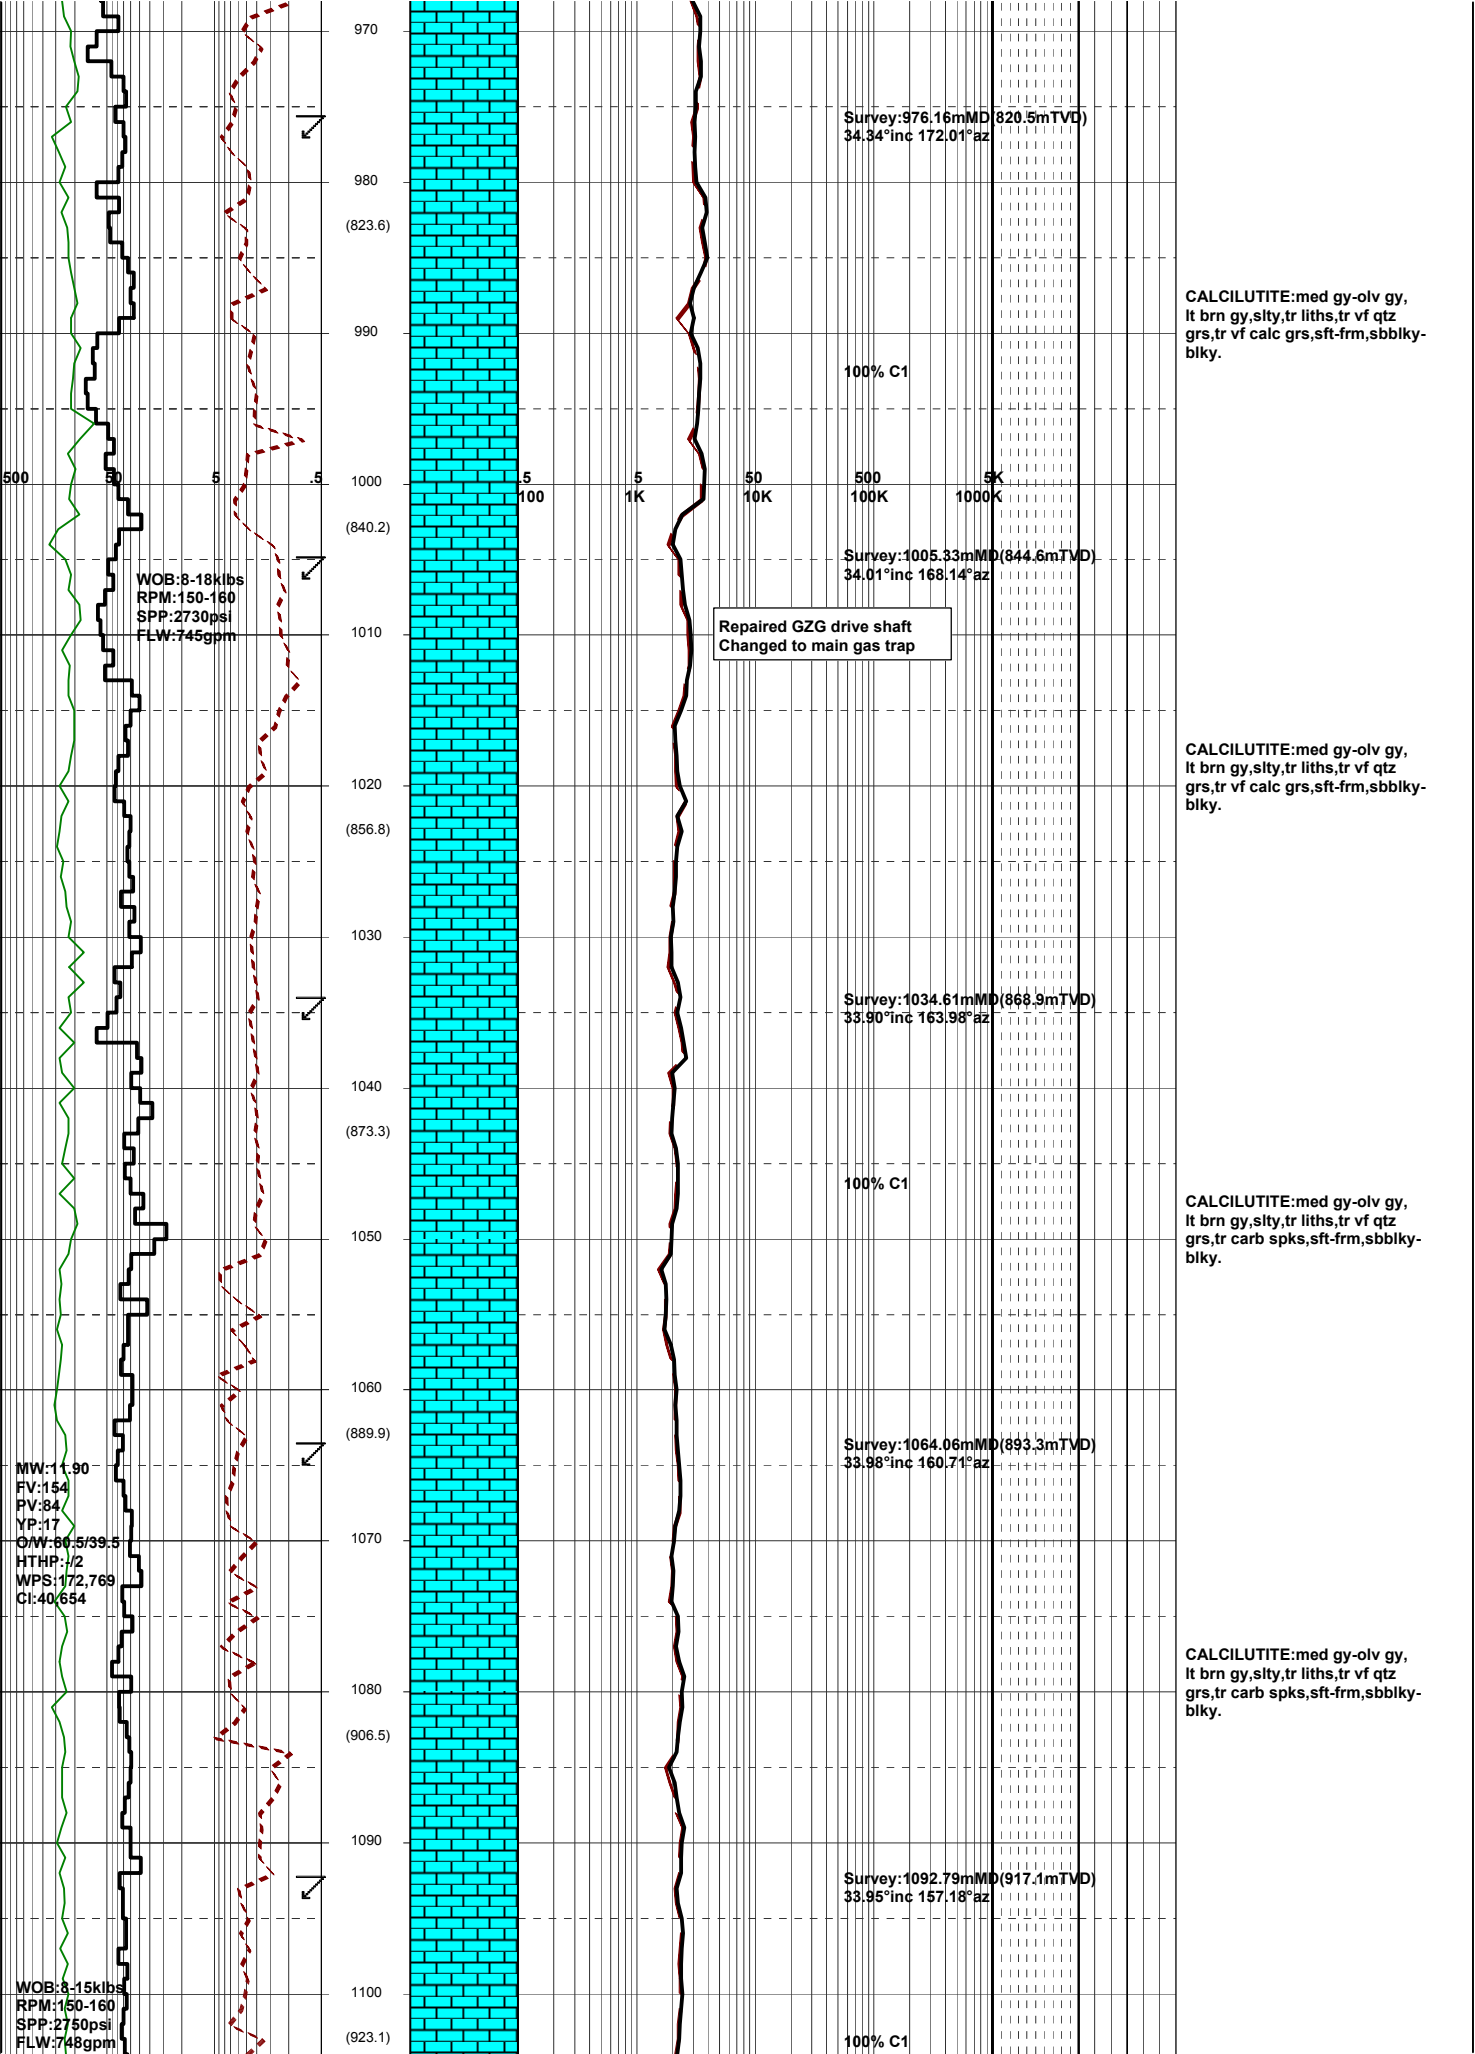 970
Survey:976.16mMD(820.5mTVD)
34.34°inc 172.01°az
980
(823.6)
CALCILUTITE:med gy-olv gy,
lt brn gy,slty,tr liths,tr vf qtz
grs,tr vf calc grs,sft-frm,sbblky-
blky.
990
100% C1
500 50 5 .5 1000 .5 5 50 500 5K
100 1K 10K 100K 1000K
(840.2)
Survey:1005.33mMD(844.6mTVD)
34.01°inc 168.14°az
WOB:8-18klbs
RPM:150-160
SPP:2730psi
FLW:745gpm
1010
Repaired GZG drive shaft
Changed to main gas trap
CALCILUTITE:med gy-olv gy,
lt brn gy,slty,tr liths,tr vf qtz
grs,tr vf calc grs,sft-frm,sbblky-
blky.
1020
(856.8)
1030
Survey:1034.61mMD(868.9mTVD)
33.90°inc 163.98°az
1040
(873.3)
100% C1
CALCILUTITE:med gy-olv gy,
lt brn gy,slty,tr liths,tr vf qtz
grs,tr carb spks,sft-frm,sbblky-
blky.
1050
1060
(889.9)
Survey:1064.06mMD(893.3mTVD)
33.98°inc 160.71°az
MW:11.90
FV:154
PV:84
YP:17
O/W:60.5/39.5
HTHP:-/2
WPS:172,769
Cl:40,654
1070
CALCILUTITE:med gy-olv gy,
lt brn gy,slty,tr liths,tr vf qtz
grs,tr carb spks,sft-frm,sbblky-
blky.
1080
(906.5)
1090
Survey:1092.79mMD(917.1mTVD)
33.95°inc 157.18°az
WOB:8-15klbs
RPM:150-160
SPP:2750psi
FLW:748gpm
1100
(923.1)
100% C1